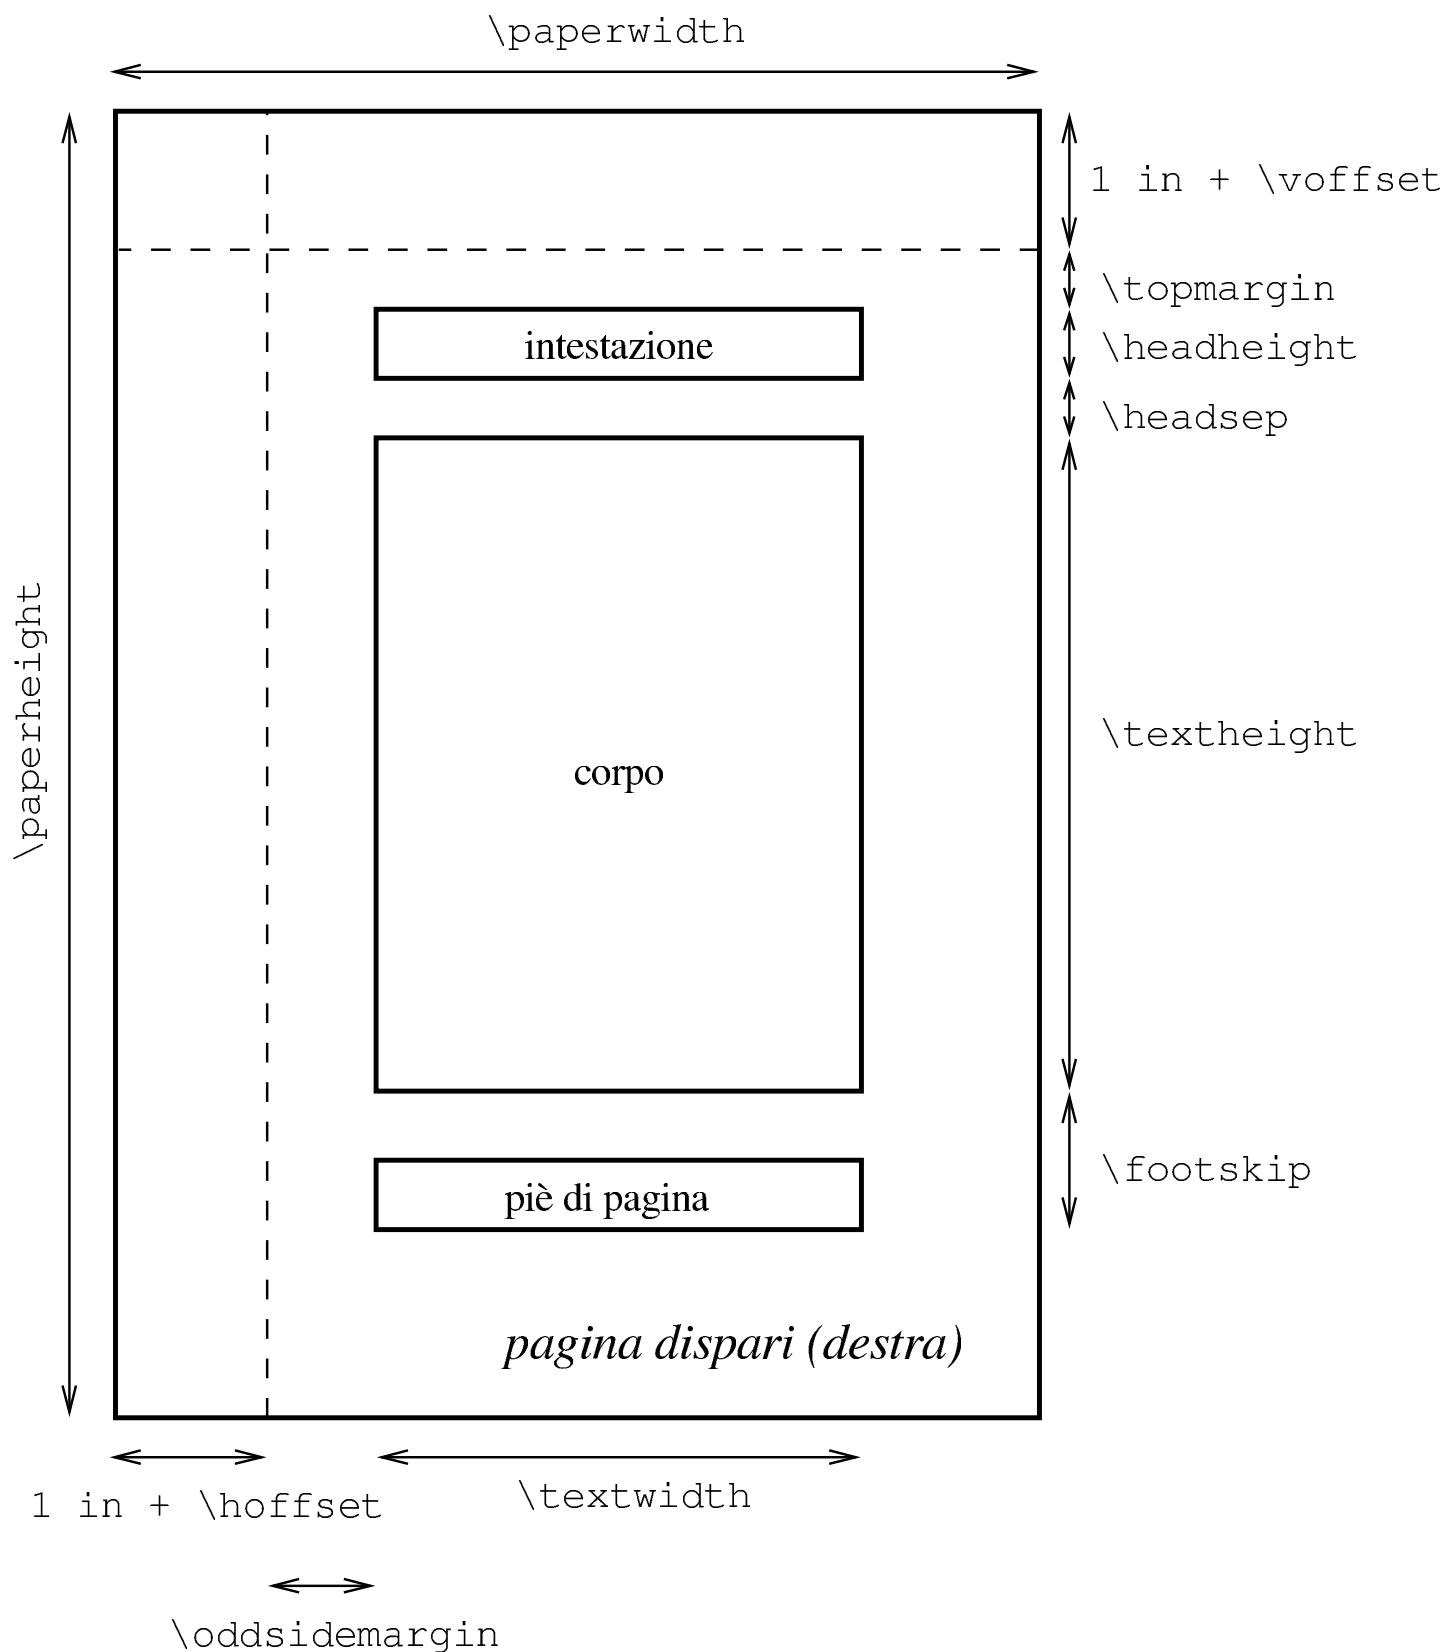 \paperwidth
1 in + \voffset
\topmargin
intestazione
\headheight
\headsep
\paperheight
\textheight
corpo
\footskip
piè di pagina
pagina dispari (destra)
1 in + \hoffset
\textwidth
\oddsidemargin